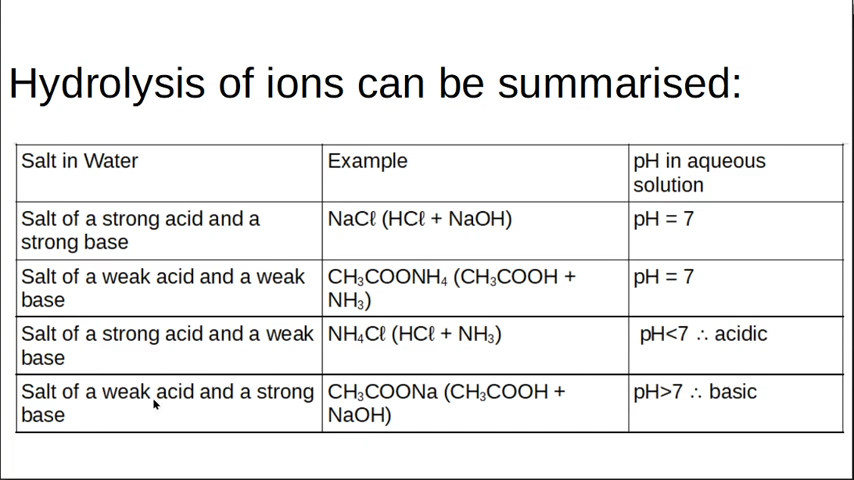 Hydrolysis of ions can be summarised:
Salt in Water
Example
pH in aqueous
solution
Salt of a strong acid and a
strong base
NaCℓ (HCℓ + NaOH)
pH = 7
Salt of a weak acid and a weak
base
CH₃COONH₄ (CH₃COOH +
NH₃)
pH = 7
Salt of a strong acid and a weak
base
NH₄Cℓ (HCℓ + NH₃)
pH<7 ∴ acidic
Salt of a weak acid and a strong
base
CH₃COONa (CH₃COOH +
NaOH)
pH>7 ∴ basic